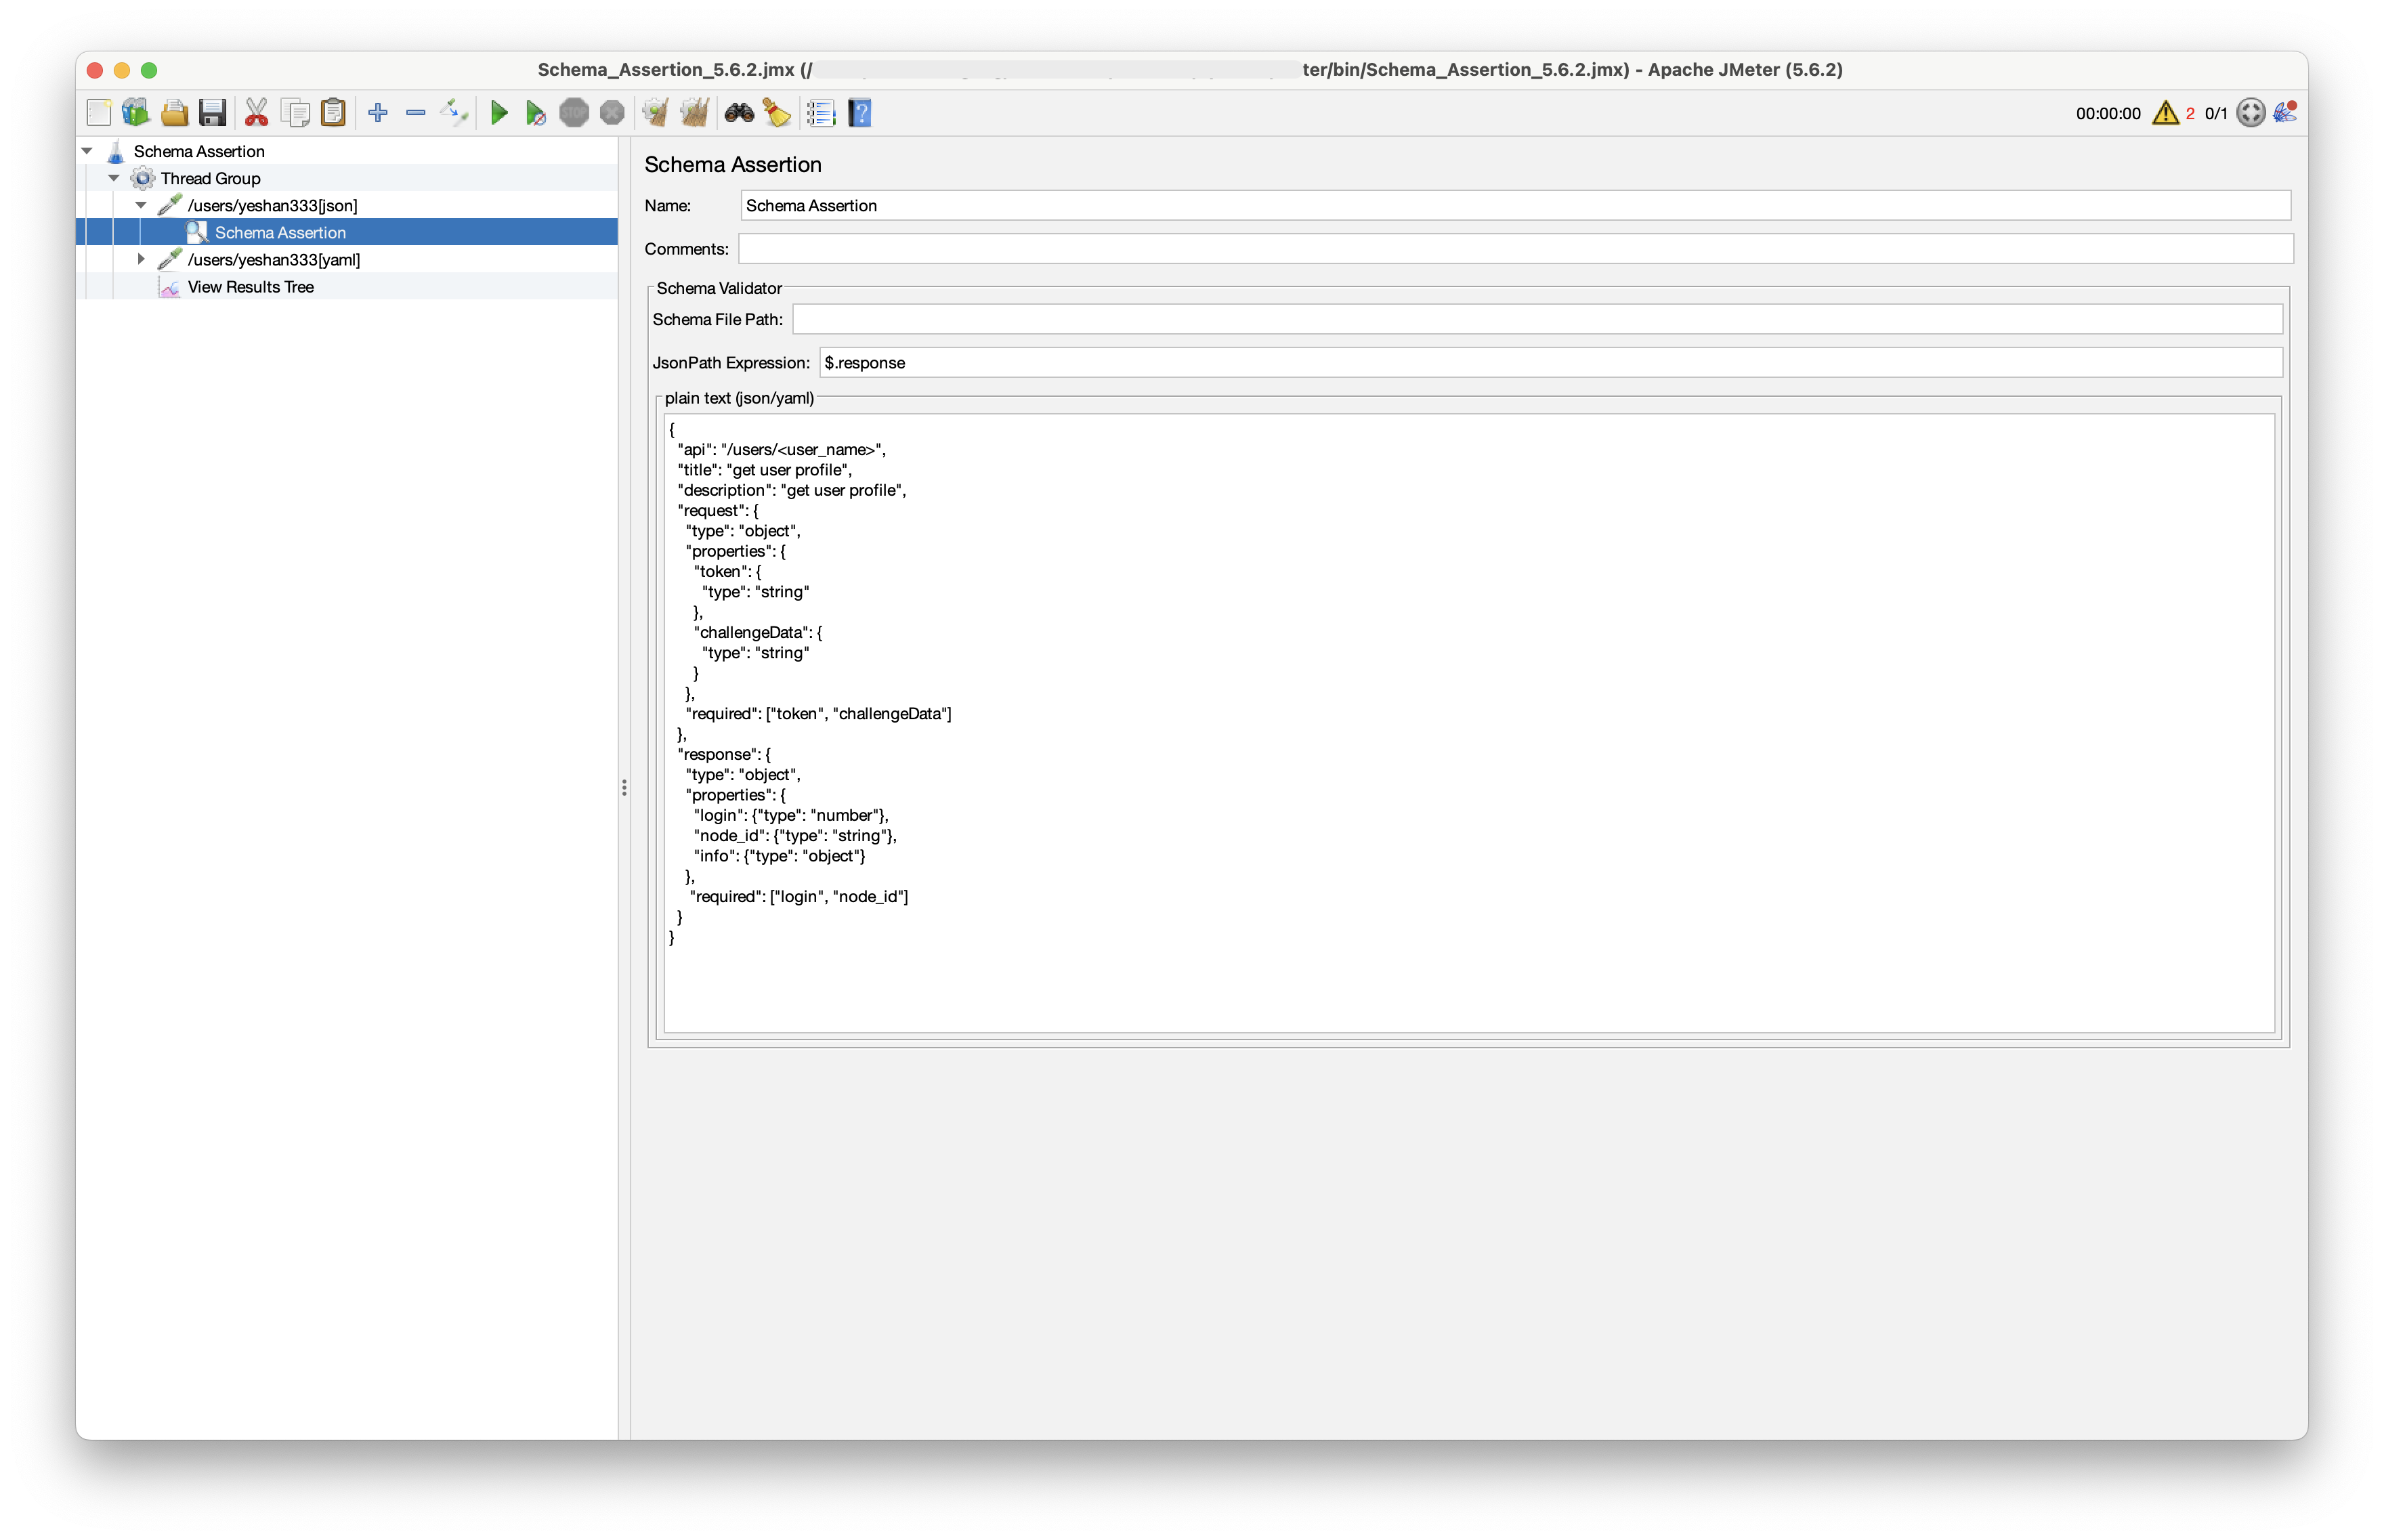 Schema_Assertion_5.6.2.jmx (/ ter/bin/Schema_Assertion_5.6.2.jmx) - Apache JMeter (5.6.2)
STOP
00:00:00 2 0/1
Schema Assertion
Thread Group
/users/yeshan333[json]
Schema Assertion
/users/yeshan333[yaml]
View Results Tree
Schema Assertion
Name: Schema Assertion
Comments:
Schema Validator
Schema File Path:
JsonPath Expression: $.response
plain text (json/yaml)
{
  "api": "/users/<user_name>",
  "title": "get user profile",
  "description": "get user profile",
  "request": {
    "type": "object",
    "properties": {
      "token": {
        "type": "string"
      },
      "challengeData": {
        "type": "string"
      }
    },
    "required": ["token", "challengeData"]
  },
  "response": {
    "type": "object",
    "properties": {
      "login": {"type": "number"},
      "node_id": {"type": "string"},
      "info": {"type": "object"}
    },
     "required": ["login", "node_id"]
  }
}